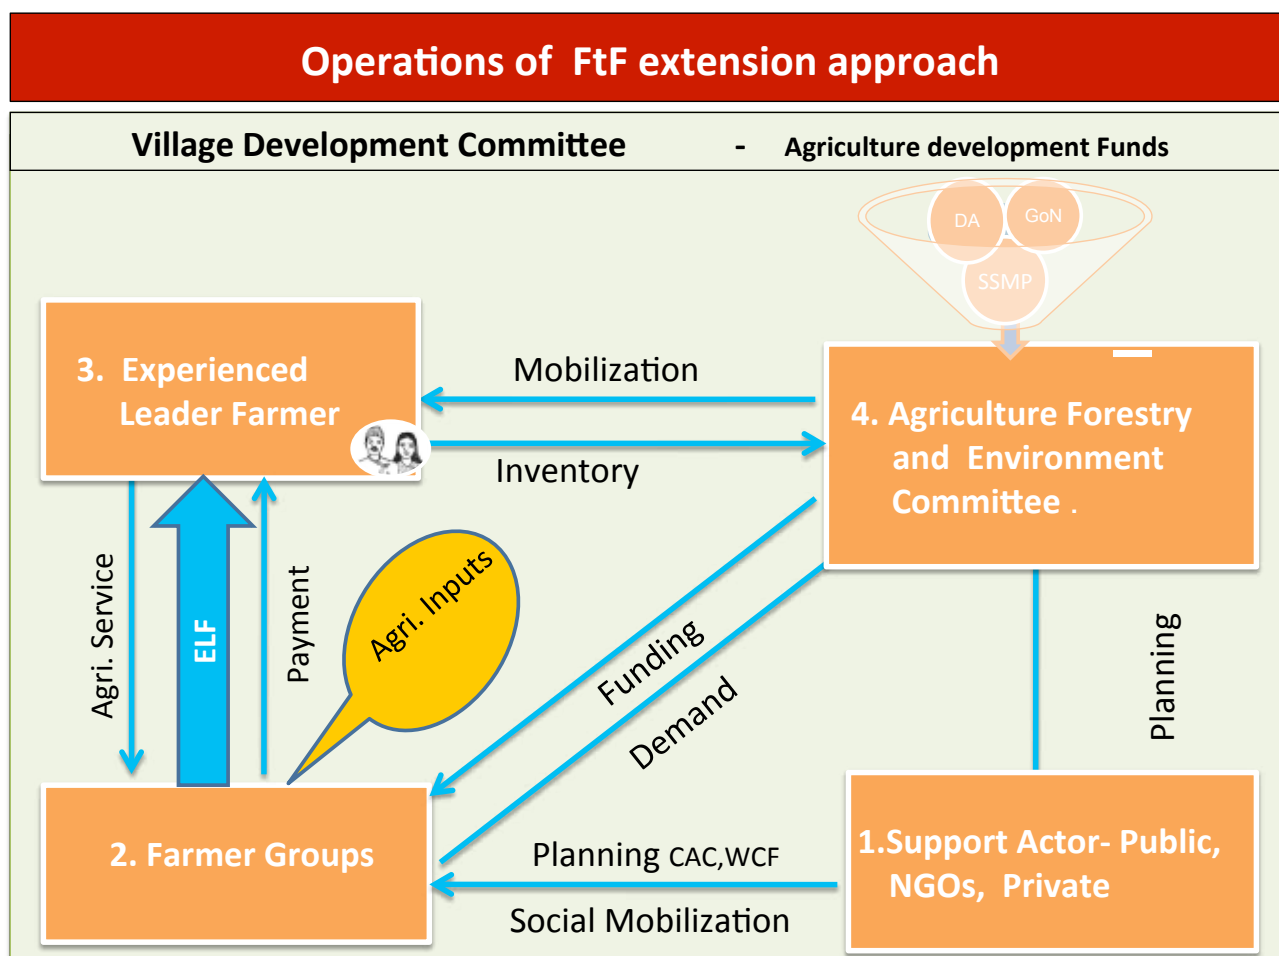 Operations of FtF extension approach
Village Development Committee - Agriculture development Funds
DA
GoN
SSMP
3. Experienced
Leader Farmer
Mobilization
Inventory
4. Agriculture Forestry
and Environment
Committee .
Agri. Service
ELF
Payment
Agri. Inputs
Funding
Demand
Planning
2. Farmer Groups
Planning CAC,WCF
Social Mobilization
1.Support Actor- Public,
NGOs, Private